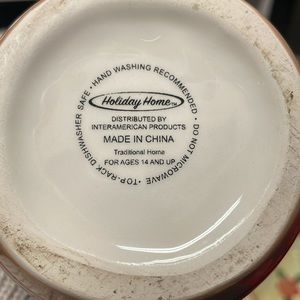 • HAND WASHING RECOMMENDED • DO NOT MICROWAVE • TOP-RACK DISHWASHER SAFE
Holiday Home™
DISTRIBUTED BY
INTERAMERICAN PRODUCTS
MADE IN CHINA
Traditional Home
FOR AGES 14 AND UP